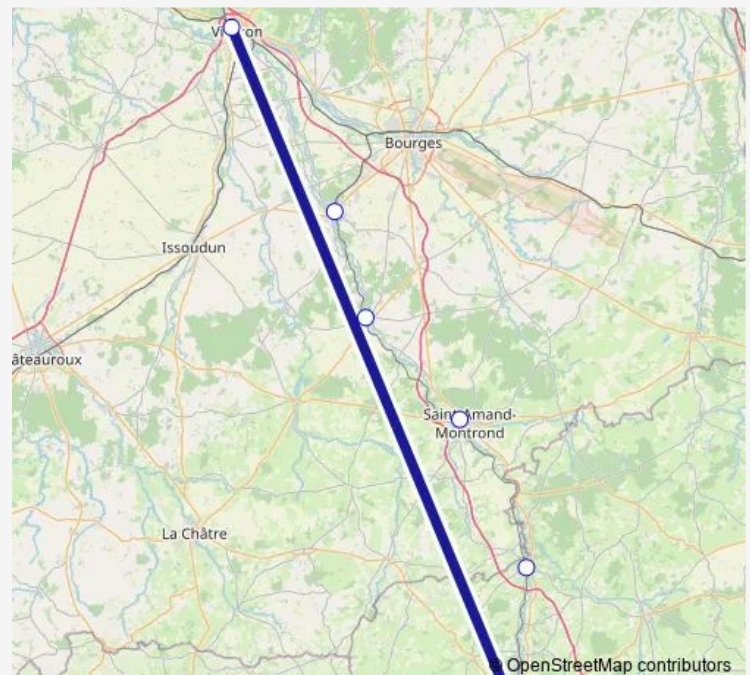 Bourges
Issoudun
âteauroux
Saint-Amand-
Montrond
La Châtre
OpenStreetMap contributors